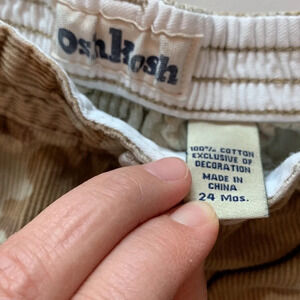 OshKosh
100% COTTON
EXCLUSIVE OF
DECORATION
MADE IN
CHINA
24 Mos.